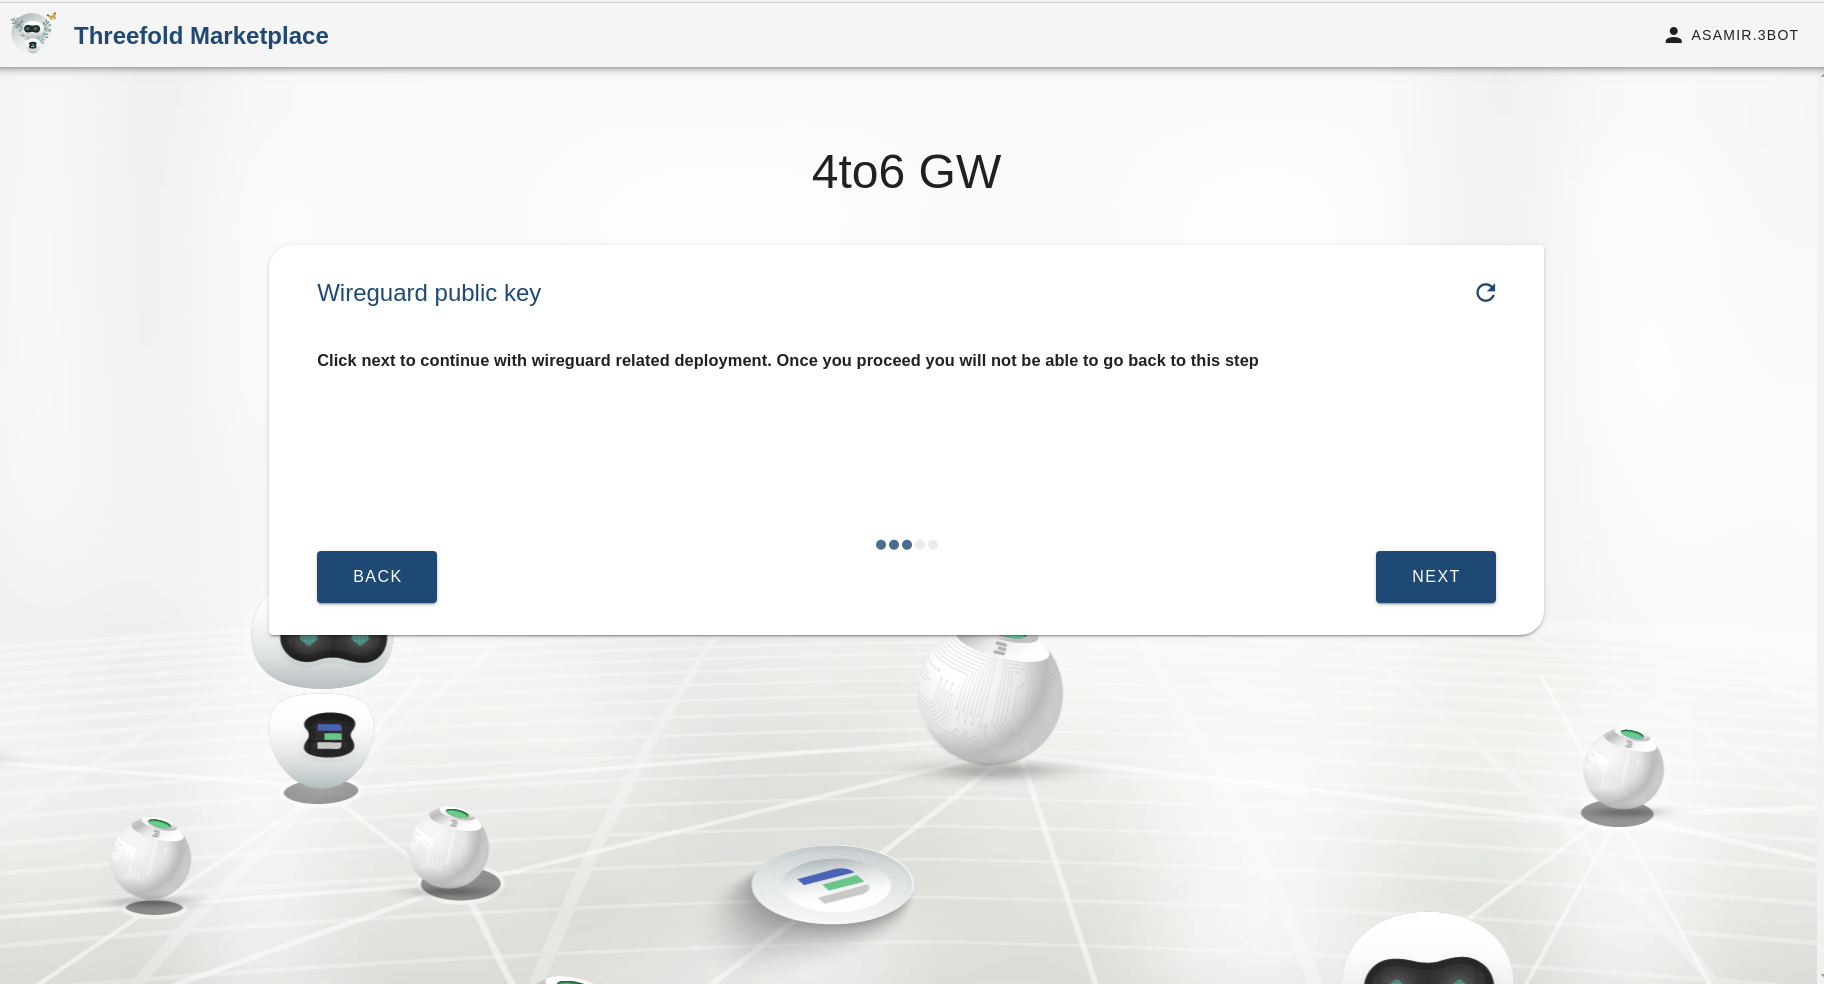 Threefold Marketplace
ASAMIR.3BOT
4to6 GW
Wireguard public key
Click next to continue with wireguard related deployment. Once you proceed you will not be able to go back to this step
BACK
NEXT